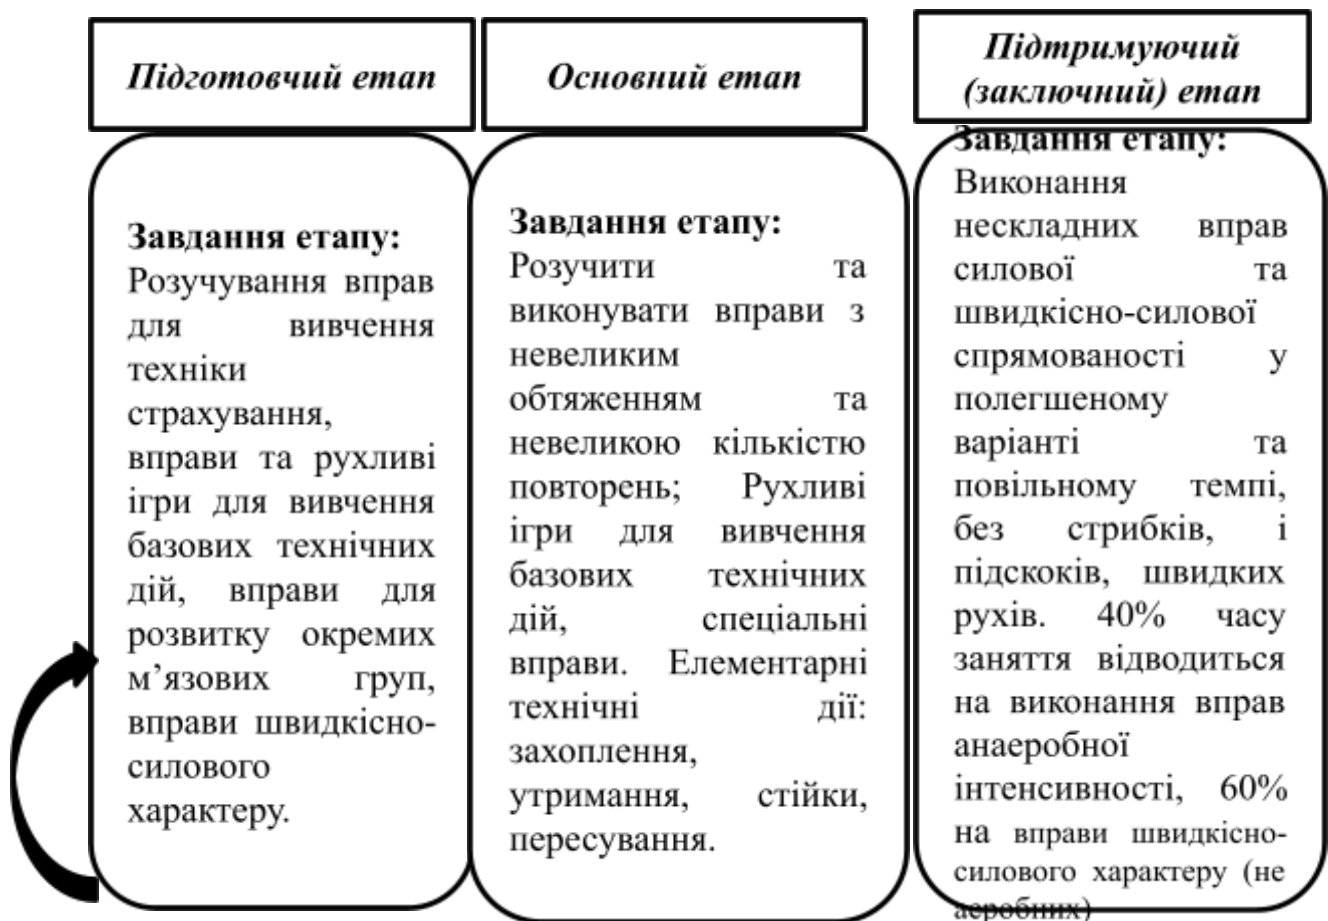 Підготовчий етап
Завдання етапу:
Розучування вправ
для вивчення
техніки
страхування,
вправи та рухливі
ігри для вивчення
базових технічних
дій, вправи для
розвитку окремих
м’язових груп,
вправи швидкісно-
силового
характеру.
Основний етап
Завдання етапу:
Розучити та
виконувати вправи з
невеликим
обтяженням та
невеликою кількістю
повторень; Рухливі
ігри для вивчення
базових технічних
дій, спеціальні
вправи. Елементарні
технічні дії:
захоплення,
утримання, стійки,
пересування.
Підтримуючий
(заключний) етап
Завдання етапу:
Виконання
нескладних вправ
силової та
швидкісно-силової
спрямованості у
полегшеному
варіанті та
повільному темпі,
без стрибків, і
підскоків, швидких
рухів. 40% часу
заняття відводиться
на виконання вправ
анаеробної
інтенсивності, 60%
на вправи швидкісно-
силового характеру (не
аеробних)